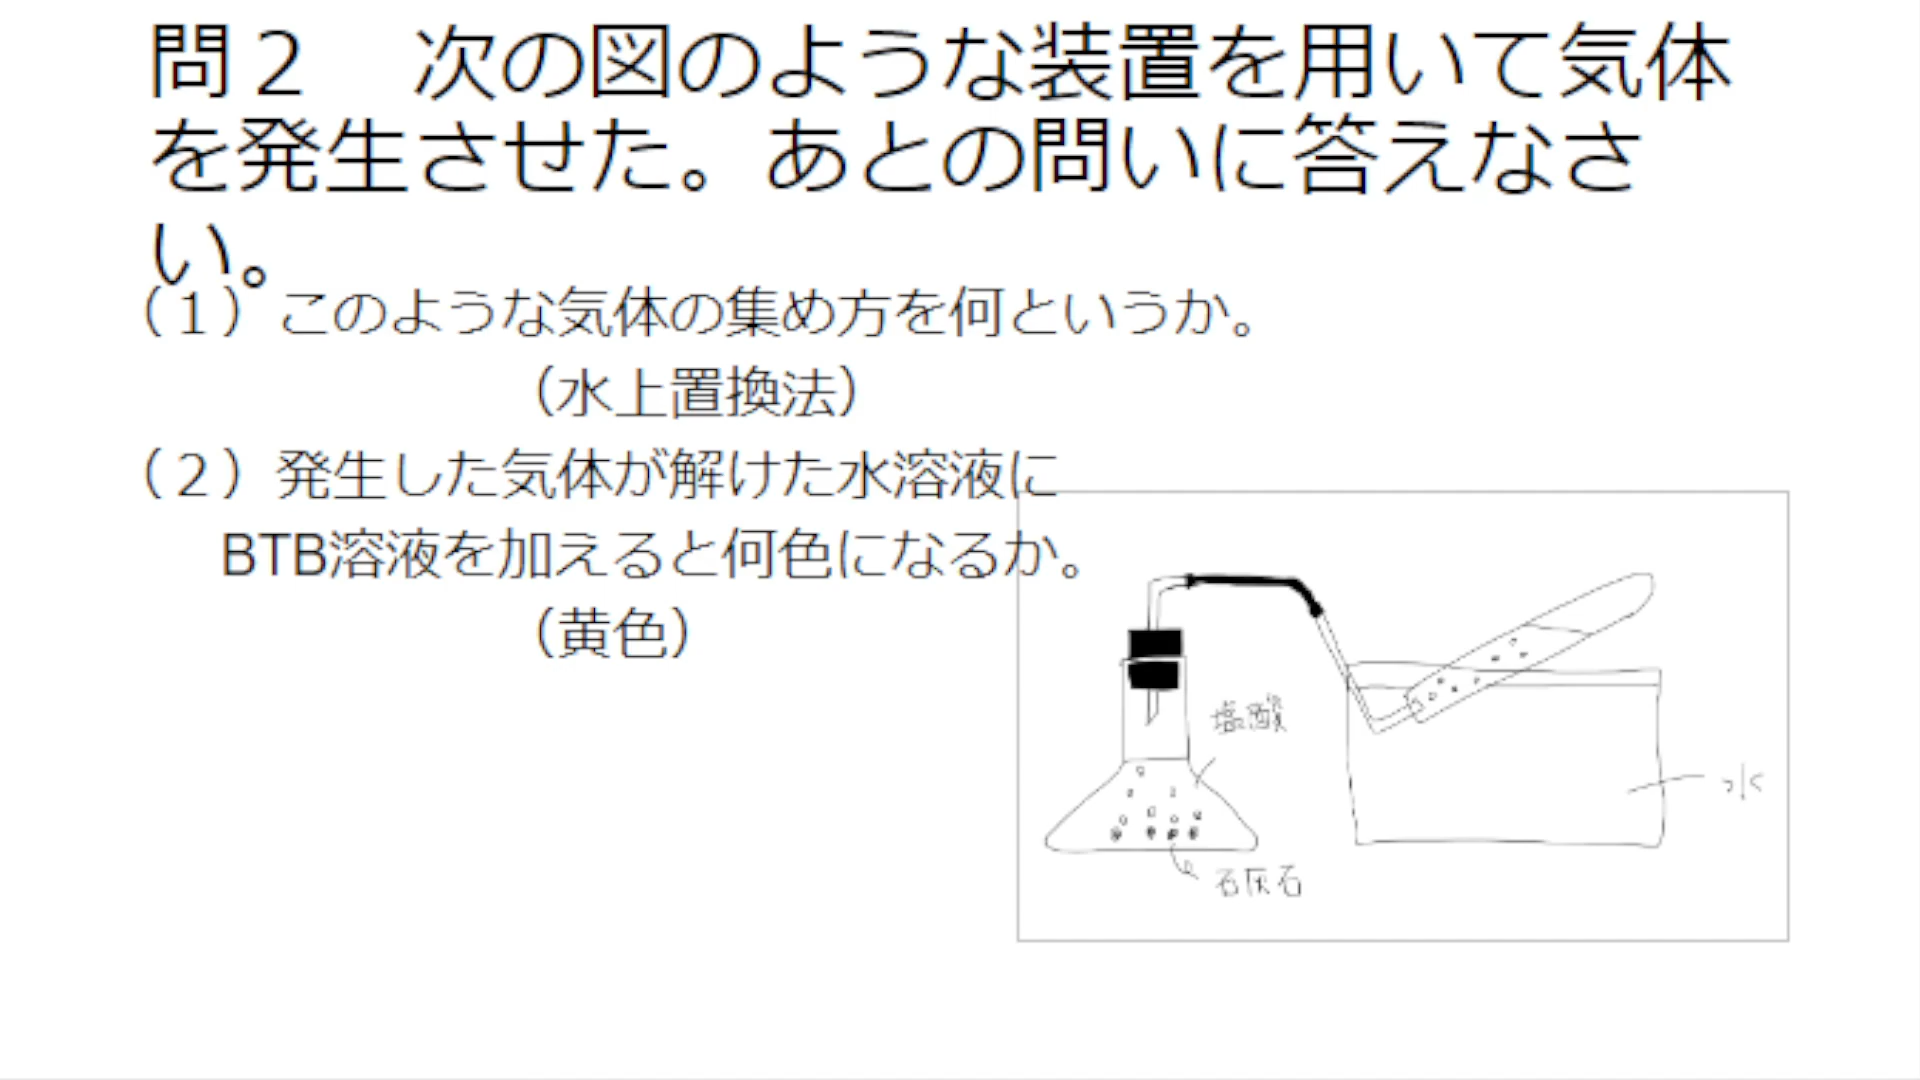 問２　次の図のような装置を用いて気体
を発生させた。あとの問いに答えなさ
い。
（１）このような気体の集め方を何というか。
（水上置換法）
（２）発生した気体が解けた水溶液に
BTB溶液を加えると何色になるか。
（黄色）
塩酸
水
石灰石